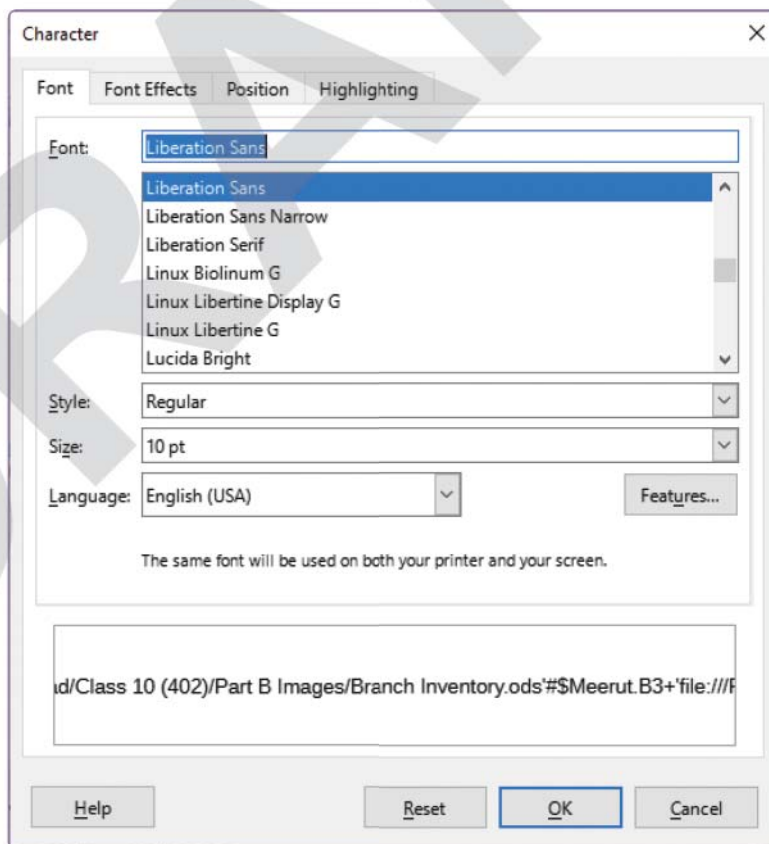 Character
Font Font Effects Position Highlighting
Font: Liberation Sans
Liberation Sans
Liberation Sans Narrow
Liberation Serif
Linux Biolinum G
Linux Libertine Display G
Linux Libertine G
Lucida Bright
Style: Regular
Size: 10 pt
Language: English (USA) Features...
The same font will be used on both your printer and your screen.
/Class 10 (402)/Part B Images/Branch Inventory.ods'#$Meerut.B3+'file:///
Help Reset OK Cancel